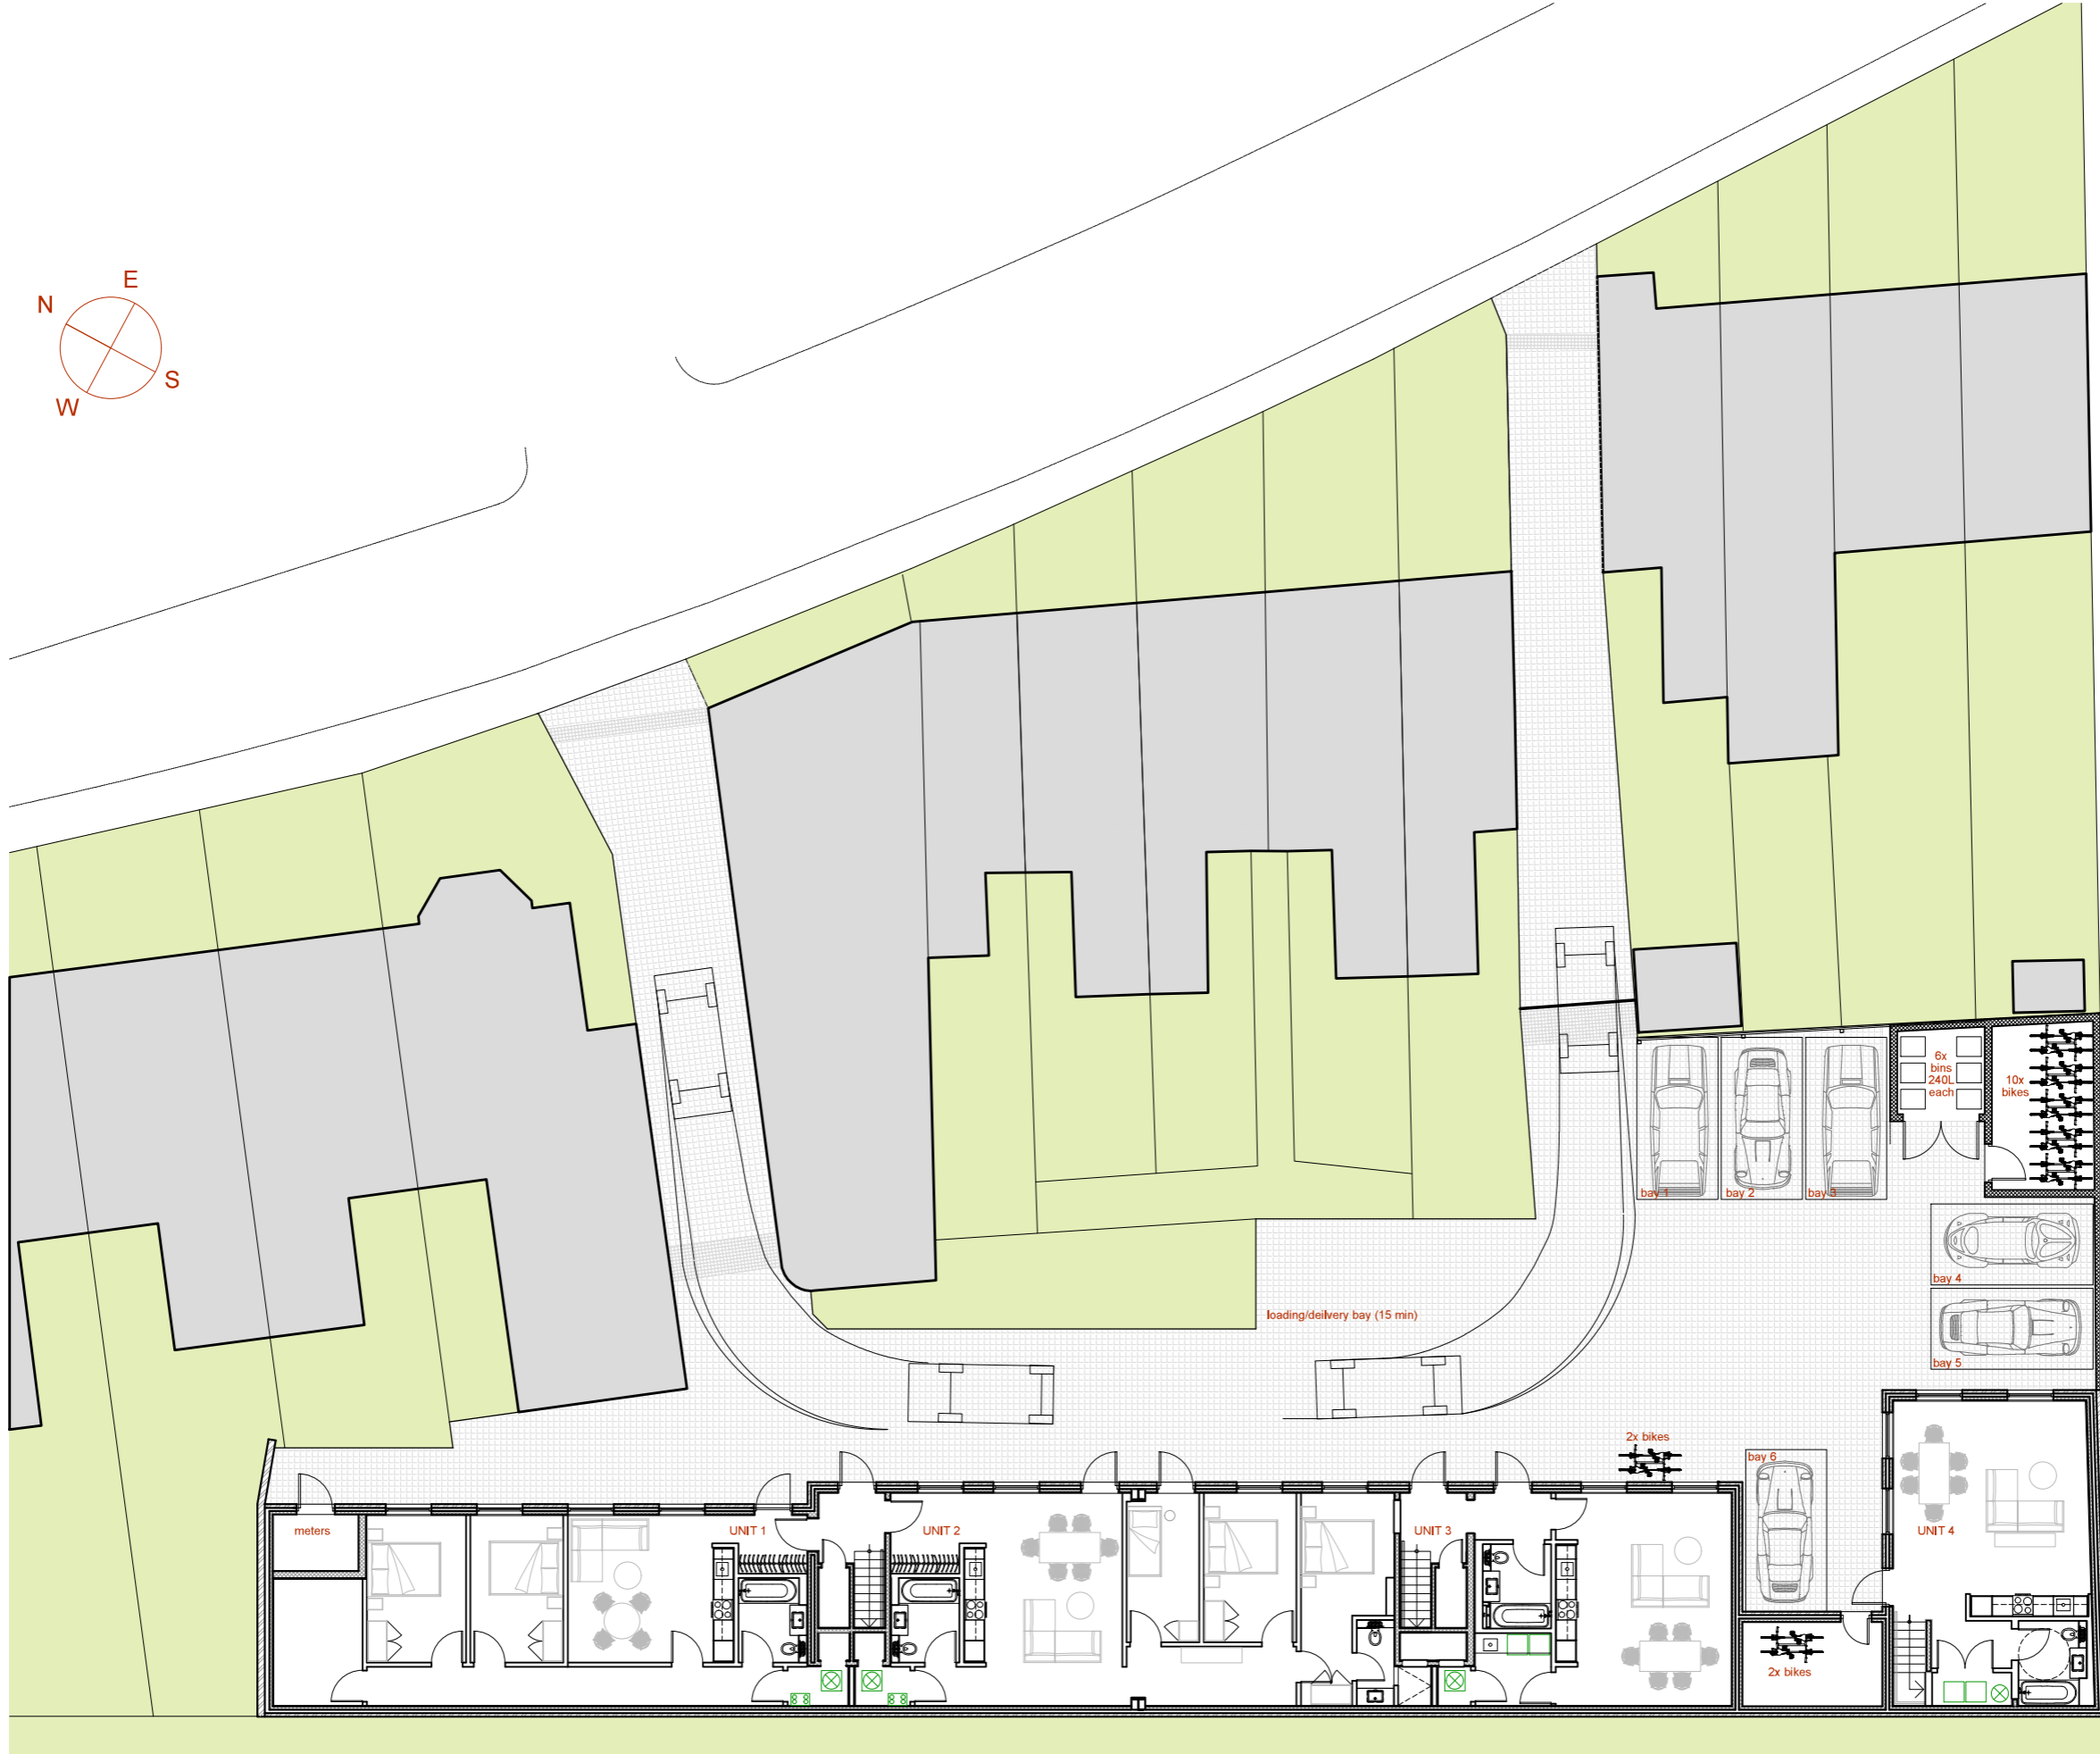 E
N
S
W
6x
bins
240L
each
10x
bikes
bay 1
bay 2
bay 3
bay 4
loading/deilvery bay (15 min)
bay 5
2x bikes
bay 6
meters
UNIT 1
UNIT 2
UNIT 3
UNIT 4
2x bikes